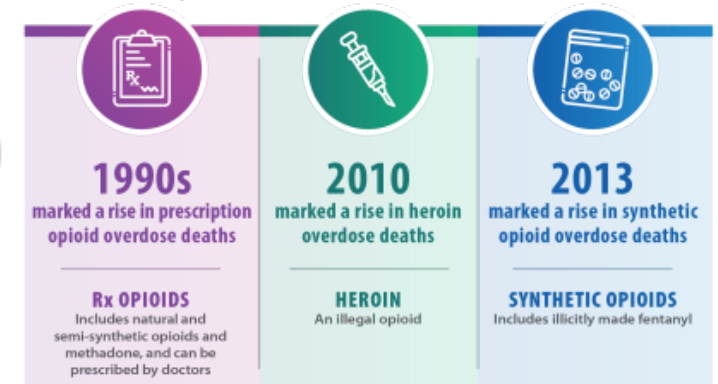 Rx
1990s
marked a rise in prescription
opioid overdose deaths
Rx OPIOIDS
Includes natural and
semi-synthetic opioids and
methadone, and can be
prescribed by doctors
2010
marked a rise in heroin
overdose deaths
HEROIN
An illegal opioid
2013
marked a rise in synthetic
opioid overdose deaths
SYNTHETIC OPIOIDS
Includes illicitly made fentanyl